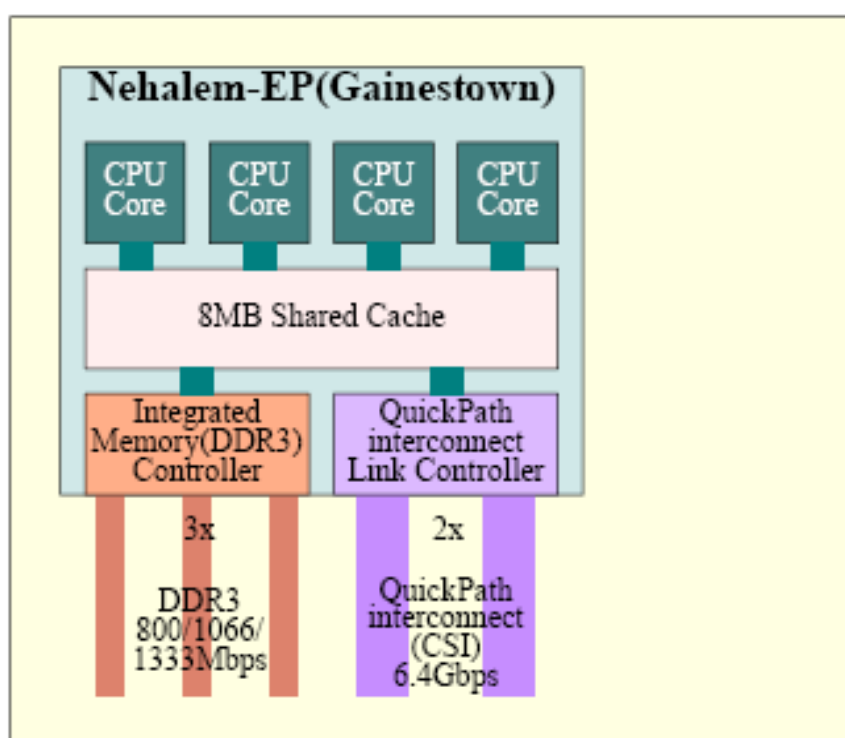 Nehalem-EP(Gainestown)
CPU
Core
CPU
Core
CPU
Core
CPU
Core
8MB Shared Cache
Integrated
Memory(DDR3)
Controller
QuickPath
interconnect
Link Controller
3x
DDR3
800/1066/
1333Mbps
2x
QuickPath
interconnect
(CSI)
6.4Gbps